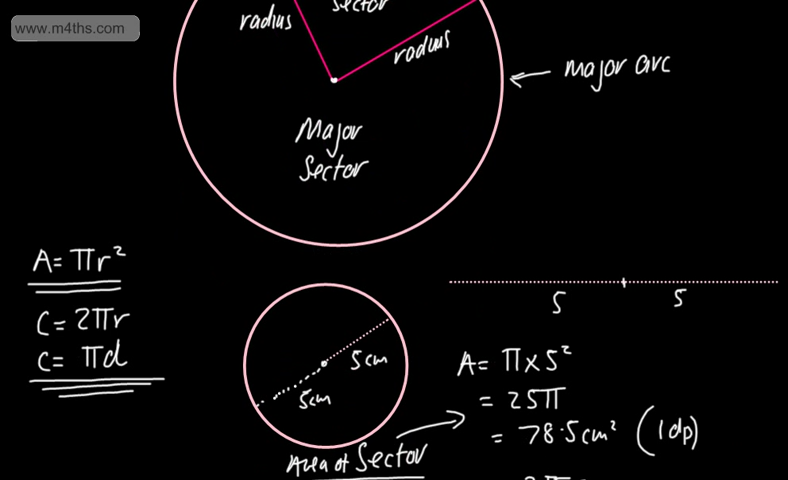 www.m4ths.com
Sector
radius
radius
major arc
Major
Sector
A = πr²
C = 2πr
C = πd
5
5
5cm
5cm
A = π × 5²
= 25π
= 78.5cm² (1dp)
Area of Sector